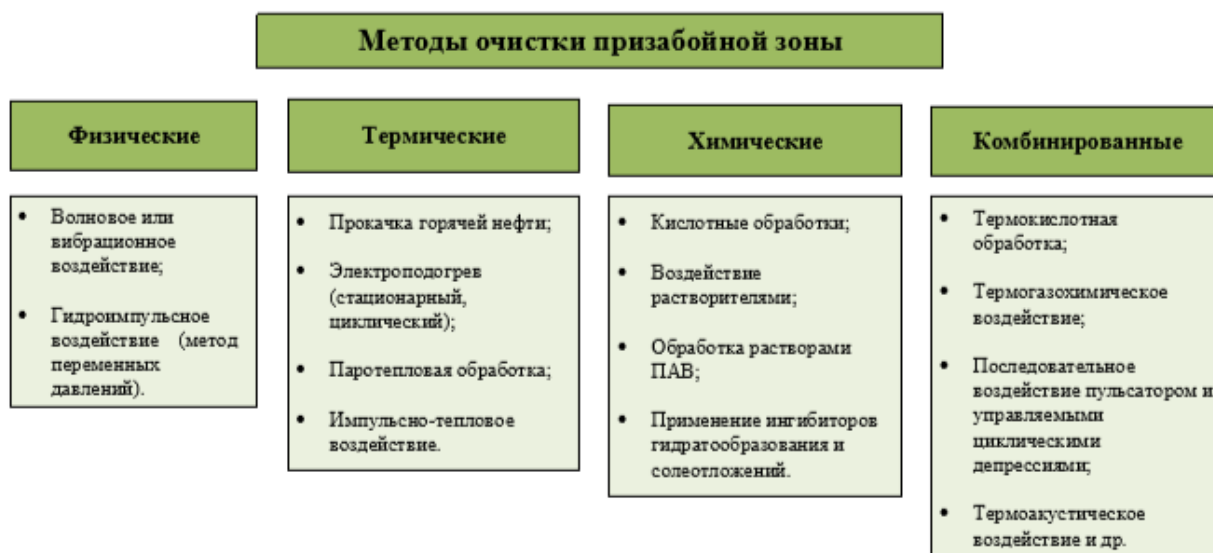 Методы очистки призабойной зоны
Физические
• Волновое или
вибрационное
воздействие;
• Гидроимпульсное
воздействие (метод
переменных
давлений).
Термические
• Прокачка горячей нефти;
• Электроподогрев
(стационарный,
циклический);
• Паротепловая обработка;
• Импульсно-тепловое
воздействие.
Химические
• Кислотные обработки;
• Воздействие
растворителями;
• Обработка растворами
ПАВ;
• Применение ингибиторов
гидратообразования и
солеотложений.
Комбинированные
• Термокислотная
обработка;
• Термогазохимическое
воздействие;
• Последовательное
воздействие пульсатором и
управляемыми
циклическими
депрессиями;
• Термоакустическое
воздействие и др.